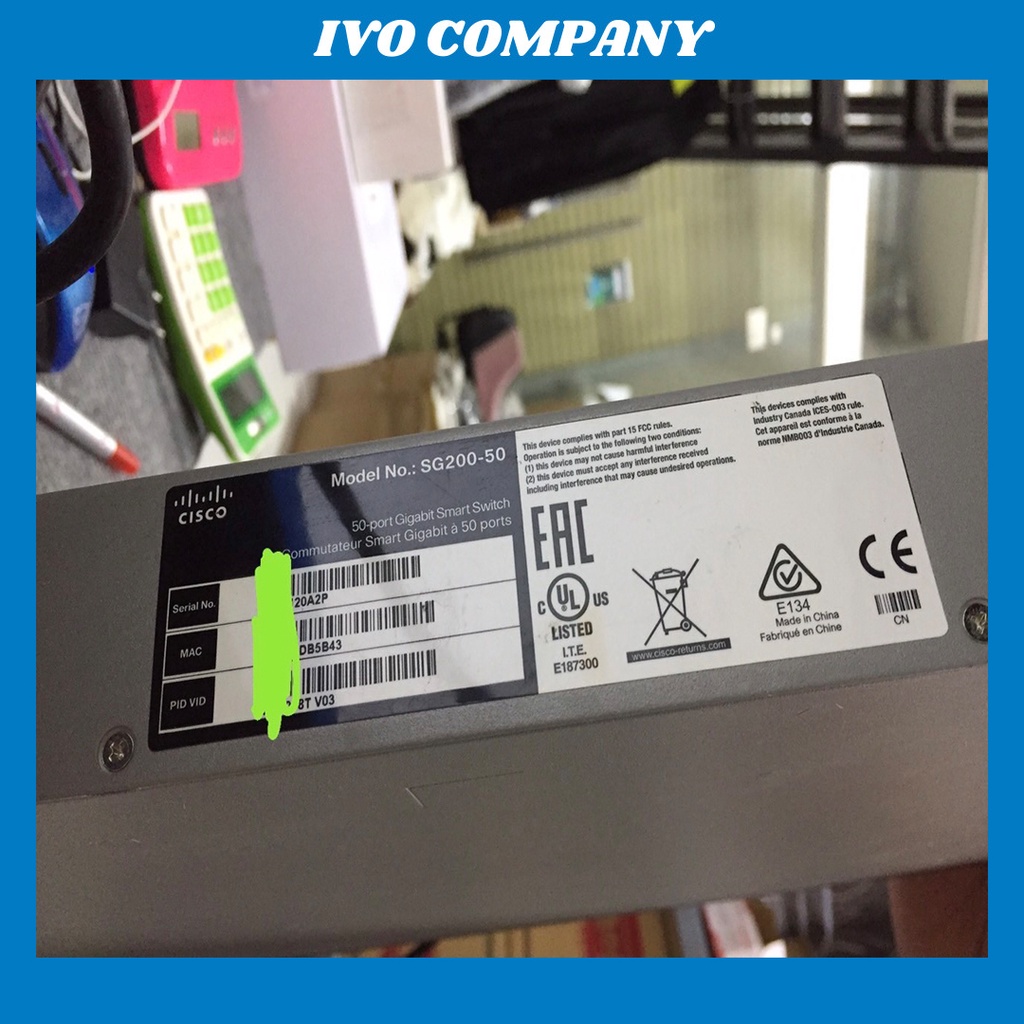 IVO COMPANY
CISCO
Model No.: SG200-50
50-port Gigabit Smart Switch
Commutateur Smart Gigabit à 50 ports
Serial No.
20A2P
MAC
DB5B43
PID VID
8T V03
This device complies with part 15 FCC rules.
Operation is subject to the following two conditions:
(1) this device may not cause harmful interference
(2) this device must accept any interference received
including interference that may cause undesired operations.
This devices complies with
Industry Canada ICES-003 rule.
Cet appareil est conforme à la
norme NMB003 d'Industrie Canada.
EAC
C UL US
LISTED
I.T.E.
E187300
www.cisco-returns.com
E134
Made in China
Fabriqué en Chine
CE
CN